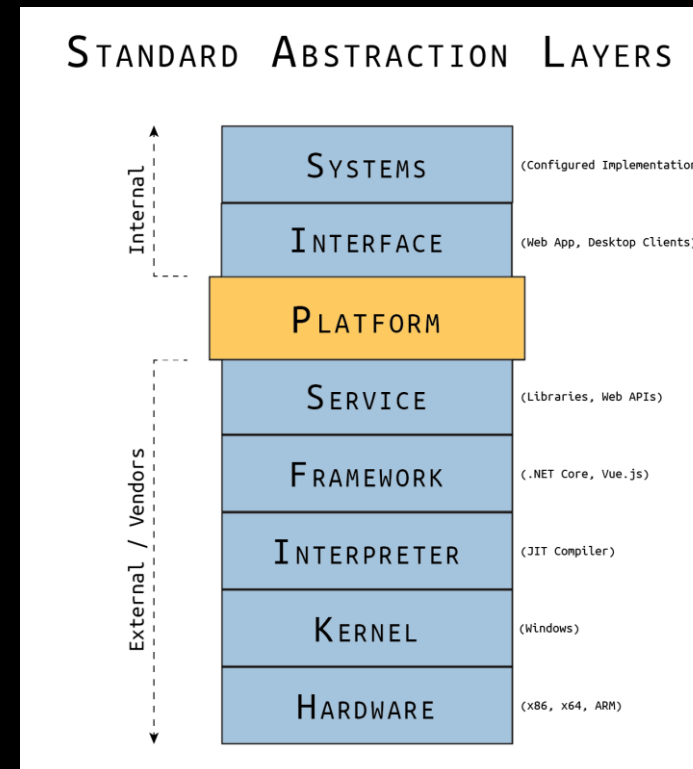 STANDARD ABSTRACTION LAYERS
Internal
SYSTEMS
(Configured Implementation
INTERFACE
(Web App, Desktop Clients)
PLATFORM
External / Vendors
SERVICE
(Libraries, Web APIs)
FRAMEWORK
(.NET Core, Vue.js)
INTERPRETER
(JIT Compiler)
KERNEL
(Windows)
HARDWARE
(x86, x64, ARM)